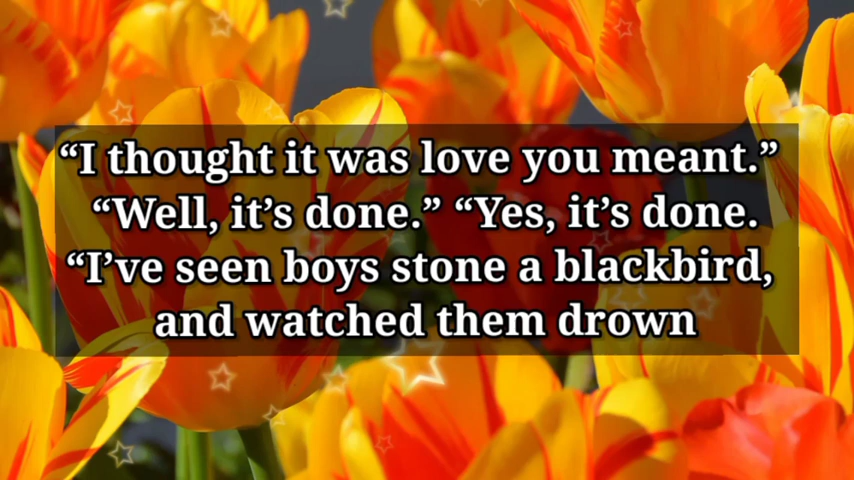 “I thought it was love you meant.”
“Well, it’s done.” “Yes, it’s done.
“I’ve seen boys stone a blackbird,
and watched them drown